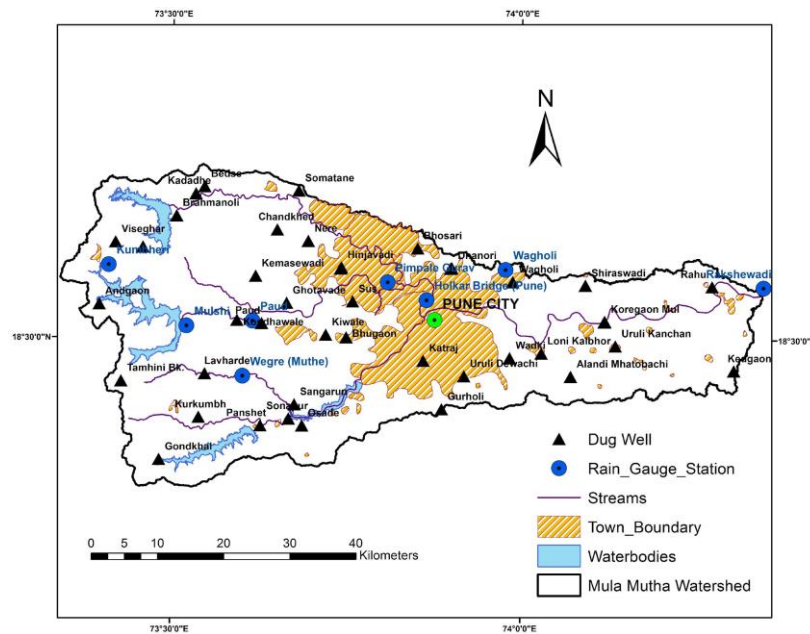 73°30'0"E
74°0'0"E
N
Bedse
Kadadhe
Somatane
Brahmanoli
Viseghar
Chandkhed
Nere
Bhosari
Kumbheri
Hinjavadi
Dhanori
Wagholi
Pimpale Gurav
Wagholi
Kemasewadi
Shiraswadi
Rahu
Rakshewadi
Holkar Bridge (Pune)
Andgaon
Ghotavade
Sus
Paud
Mulshi
Paud
PUNE CITY
Koregaon Mul
18°30'0"N
18°30'0"N
Kiwale
Bhugaon
Uruli Kanchan
Wadki
Loni Kalbhor
Katraj
Lavharde
Wegre (Muthe)
Tamhini Bk.
Uruli Dewachi
Alandi Mhatobachi
Sangarun
Kurkumbh
Panshet
Sonapur
Osade
Gurholi
Gondkhal
Dug Well
Rain_Gauge_Station
Streams
Town_Boundary
Waterbodies
Mula Mutha Watershed
0 5 10 20 30 40
Kilometers
73°30'0"E
74°0'0"E